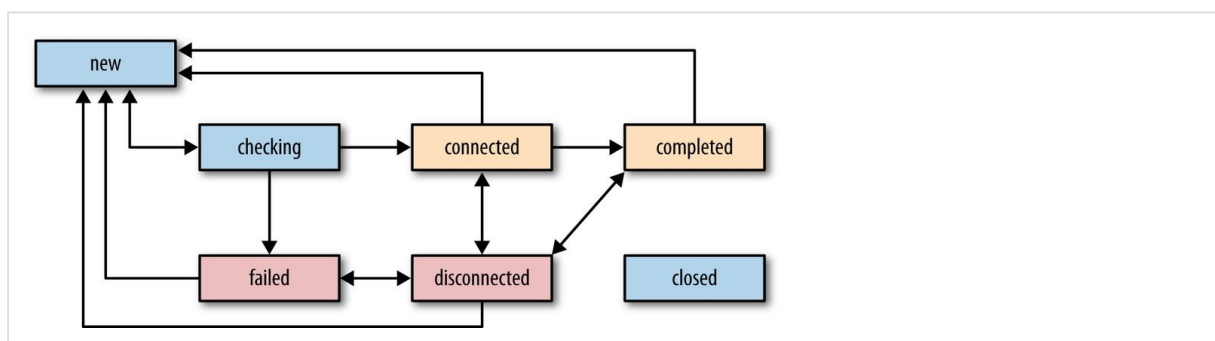 new
checking
connected
completed
failed
disconnected
closed